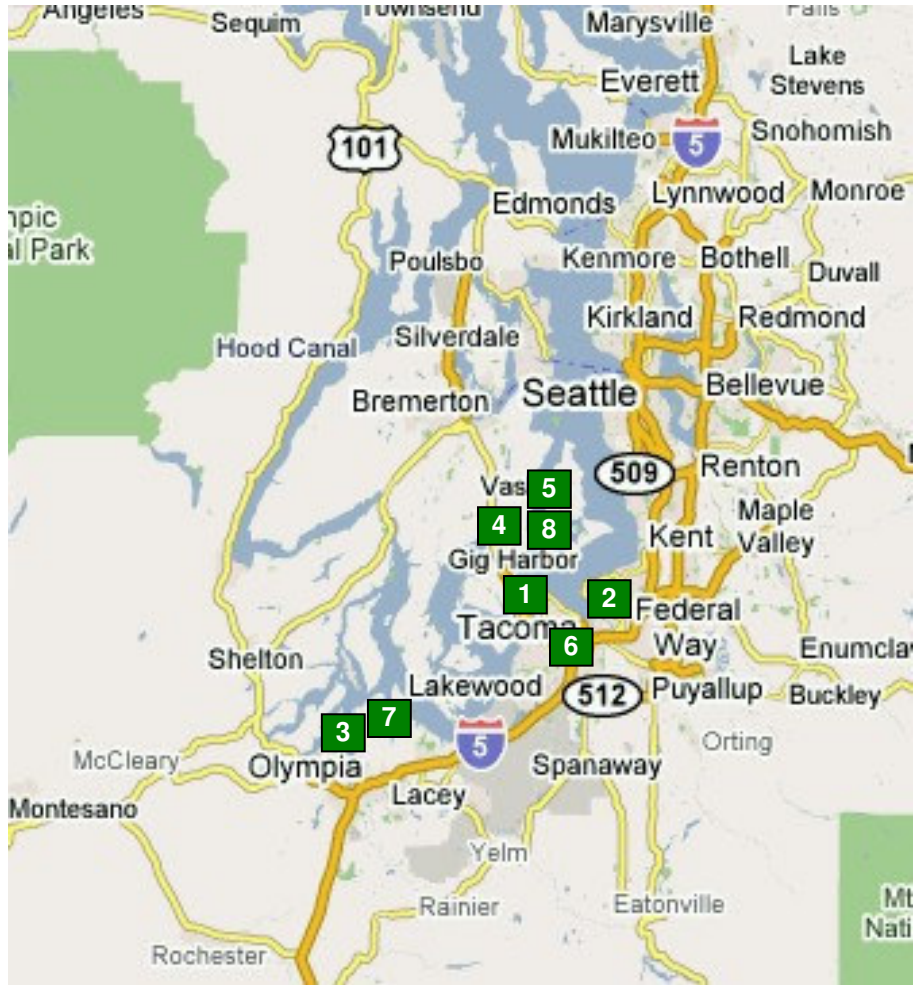 Angeles
Sequim
Townsend
Marysville
Falls
Lake
Stevens
Everett
Mukilteo
5
Snohomish
101
Lynnwood
Monroe
Edmonds
mpic
al Park
Poulsbo
Kenmore
Bothell
Duvall
Kirkland
Redmond
Silverdale
Hood Canal
Seattle
Bellevue
Bremerton
509
Renton
Vas
5
4
8
Maple
Valley
Kent
Gig Harbor
1
2
Federal
Way
Tacoma
6
Enumcla
Shelton
Lakewood
512
Puyallup
Buckley
3
7
5
Orting
McCleary
Olympia
Spanaway
Lacey
Montesano
Yelm
Rainier
Eatonville
Mt
Nati
Rochester